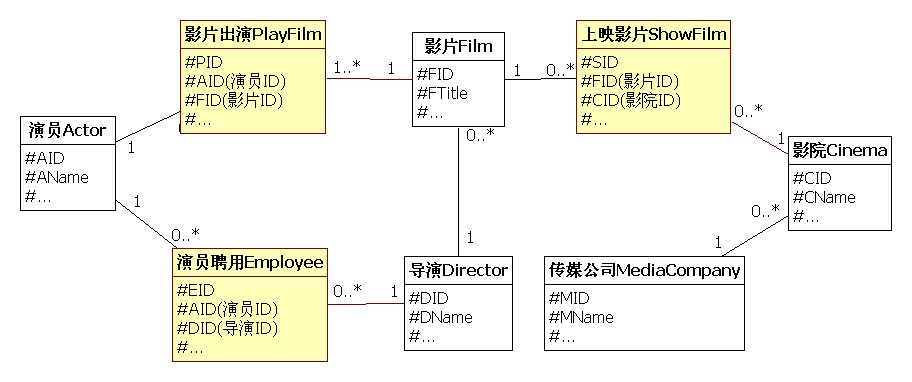 影片出演PlayFilm
#PID
#AID(演员ID)
#FID(影片ID)
#...
1..*
1
影片Film
#FID
#FTitle
#...
1
0..*
上映影片ShowFilm
#SID
#FID(影片ID)
#CID(影院ID)
#...
0..*
1
演员Actor
#AID
#AName
#...
1
1
0..*
0..*
1
影院Cinema
#CID
#CName
#...
0..*
1
演员聘用Employee
#EID
#AID(演员ID)
#DID(导演ID)
#...
0..*
1
导演Director
#DID
#DName
#...
传媒公司MediaCompany
#MID
#MName
#...